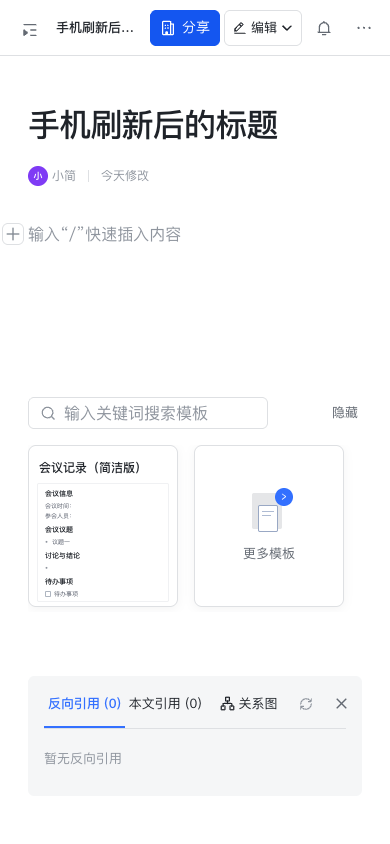 手机刷新后...
分享
编辑
手机刷新后的标题
小
小简
今天修改
输入“/”快速插入内容
输入关键词搜索模板
隐藏
会议记录（简洁版）
会议信息
会议时间：
参会人员：
会议议题
• 议题一
讨论与结论
•
待办事项
待办事项
更多模板
反向引用 (0) 本文引用 (0) 关系图
暂无反向引用